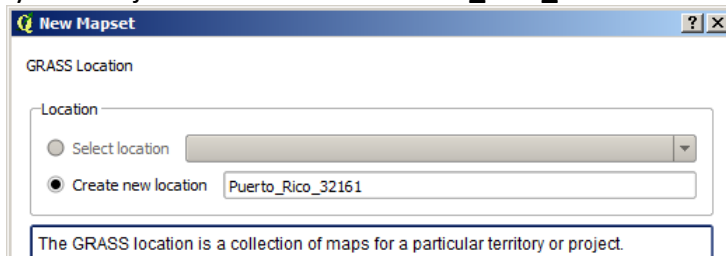 New Mapset
GRASS Location
Location
Select location
Create new location Puerto_Rico_32161
The GRASS location is a collection of maps for a particular territory or project.